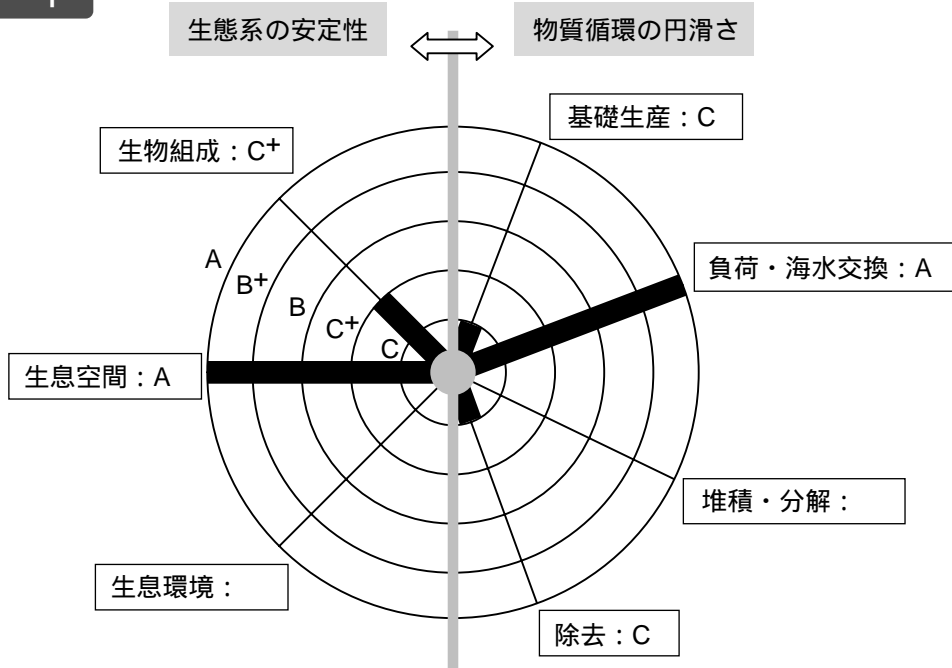 生態系の安定性
物質循環の円滑さ
基礎生産：C
生物組成：C+
A
B+
B
C+
C
負荷・海水交換：A
生息空間：A
堆積・分解：
生息環境：
除去：C